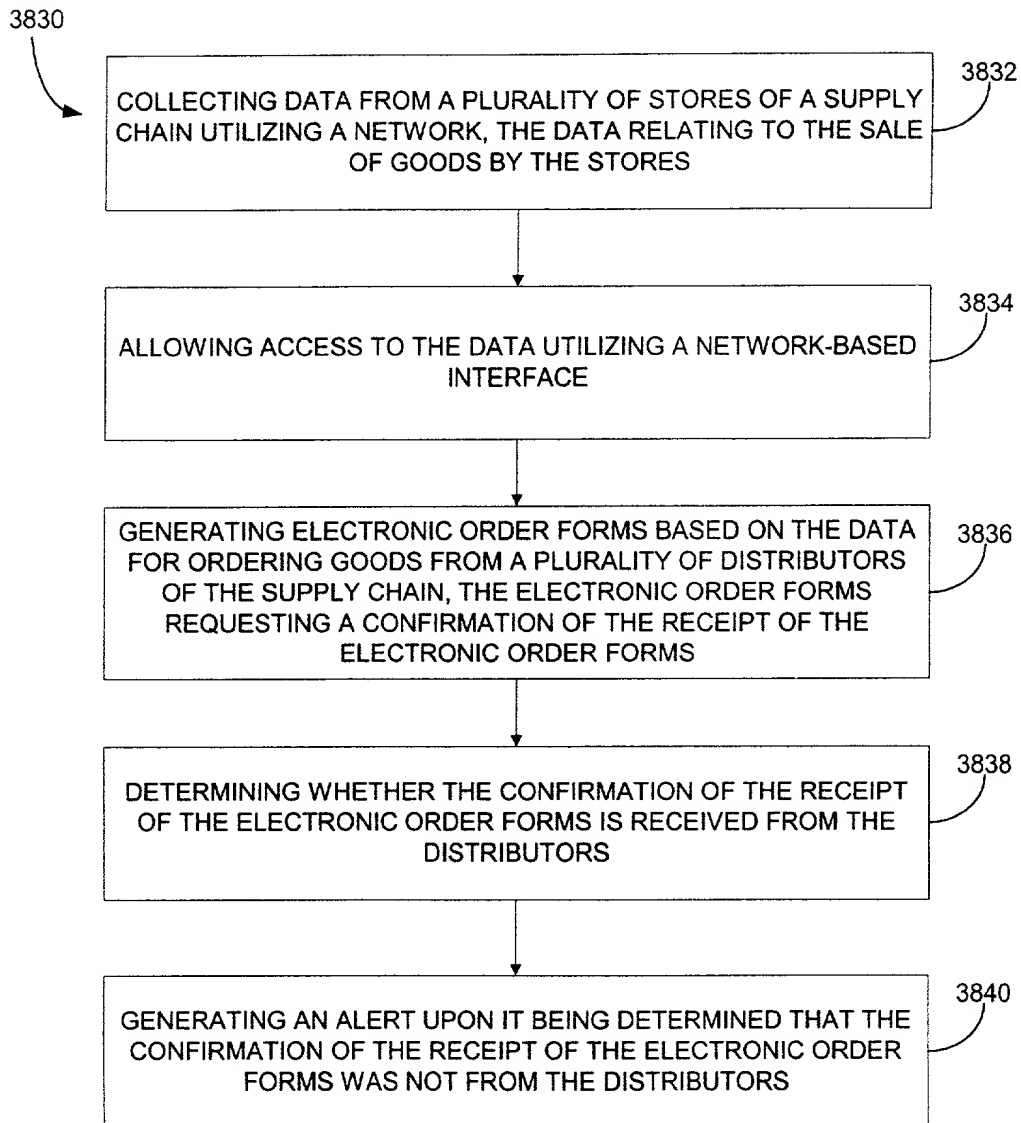 3830
3832
COLLECTING DATA FROM A PLURALITY OF STORES OF A SUPPLY
CHAIN UTILIZING A NETWORK, THE DATA RELATING TO THE SALE
OF GOODS BY THE STORES
3834
ALLOWING ACCESS TO THE DATA UTILIZING A NETWORK-BASED
INTERFACE
3836
GENERATING ELECTRONIC ORDER FORMS BASED ON THE DATA
FOR ORDERING GOODS FROM A PLURALITY OF DISTRIBUTORS
OF THE SUPPLY CHAIN, THE ELECTRONIC ORDER FORMS
REQUESTING A CONFIRMATION OF THE RECEIPT OF THE
ELECTRONIC ORDER FORMS
3838
DETERMINING WHETHER THE CONFIRMATION OF THE RECEIPT
OF THE ELECTRONIC ORDER FORMS IS RECEIVED FROM THE
DISTRIBUTORS
3840
GENERATING AN ALERT UPON IT BEING DETERMINED THAT THE
CONFIRMATION OF THE RECEIPT OF THE ELECTRONIC ORDER
FORMS WAS NOT FROM THE DISTRIBUTORS